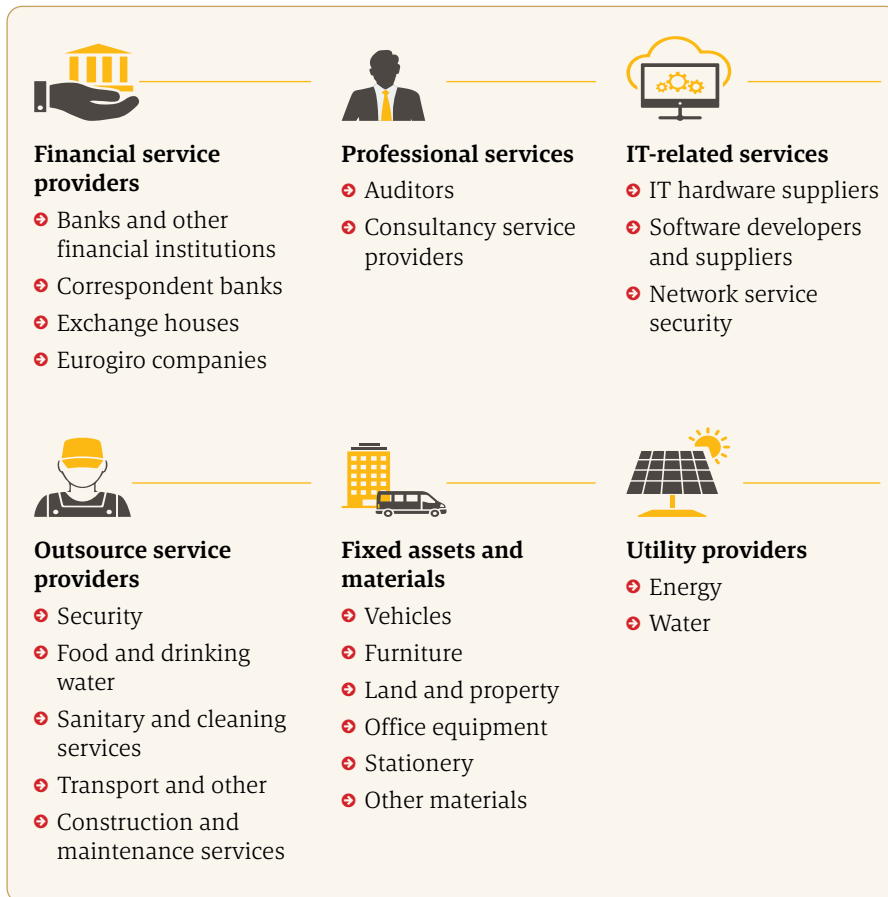 Financial service
providers
Banks and other
financial institutions
Correspondent banks
Exchange houses
Eurogiro companies
Professional services
Auditors
Consultancy service
providers
IT-related services
IT hardware suppliers
Software developers
and suppliers
Network service
security
Outsource service
providers
Security
Food and drinking
water
Sanitary and cleaning
services
Transport and other
Construction and
maintenance services
Fixed assets and
materials
Vehicles
Furniture
Land and property
Office equipment
Stationery
Other materials
Utility providers
Energy
Water